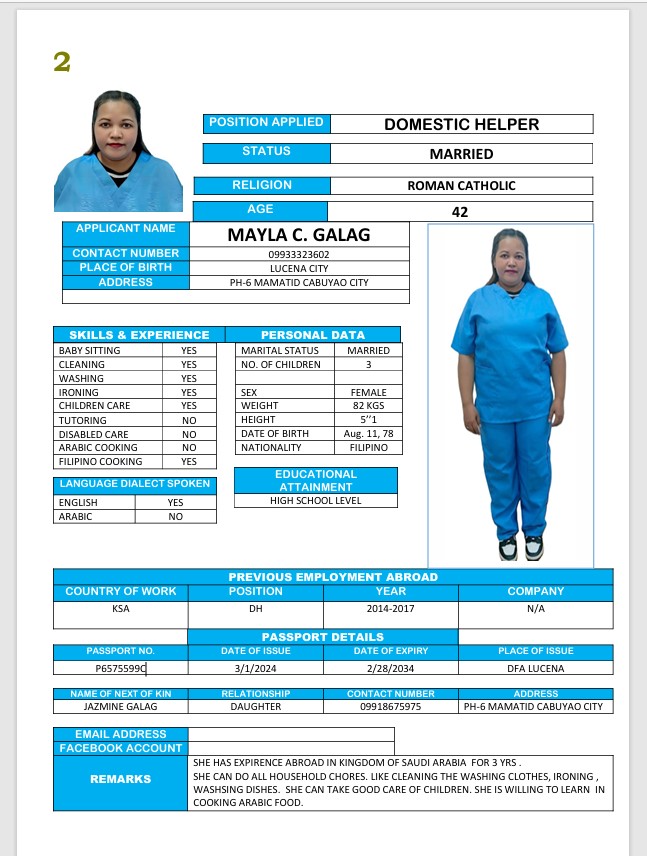 2
POSITION APPLIED DOMESTIC HELPER
STATUS MARRIED
RELIGION ROMAN CATHOLIC
AGE 42
APPLICANT NAME MAYLA C. GALAG
CONTACT NUMBER 09933323602
PLACE OF BIRTH LUCENA CITY
ADDRESS PH-6 MAMATID CABUYAO CITY
SKILLS & EXPERIENCE PERSONAL DATA
BABY SITTING YES MARITAL STATUS MARRIED
CLEANING YES NO. OF CHILDREN 3
WASHING YES
IRONING YES SEX FEMALE
CHILDREN CARE YES WEIGHT 82 KGS
TUTORING NO HEIGHT 5’’1
DISABLED CARE NO DATE OF BIRTH Aug. 11, 78
ARABIC COOKING NO NATIONALITY FILIPINO
FILIPINO COOKING YES
EDUCATIONAL
ATTAINMENT
HIGH SCHOOL LEVEL
LANGUAGE DIALECT SPOKEN
ENGLISH YES
ARABIC NO
PREVIOUS EMPLOYMENT ABROAD
COUNTRY OF WORK POSITION YEAR COMPANY
KSA DH 2014-2017 N/A
PASSPORT DETAILS
PASSPORT NO. DATE OF ISSUE DATE OF EXPIRY PLACE OF ISSUE
P6575599C 3/1/2024 2/28/2034 DFA LUCENA
NAME OF NEXT OF KIN RELATIONSHIP CONTACT NUMBER ADDRESS
JAZMINE GALAG DAUGHTER 09918675975 PH-6 MAMATID CABUYAO CITY
EMAIL ADDRESS
FACEBOOK ACCOUNT
REMARKS
SHE HAS EXPIRENCE ABROAD IN KINGDOM OF SAUDI ARABIA FOR 3 YRS .
SHE CAN DO ALL HOUSEHOLD CHORES. LIKE CLEANING THE WASHING CLOTHES, IRONING ,
WASHSING DISHES. SHE CAN TAKE GOOD CARE OF CHILDREN. SHE IS WILLING TO LEARN IN
COOKING ARABIC FOOD.